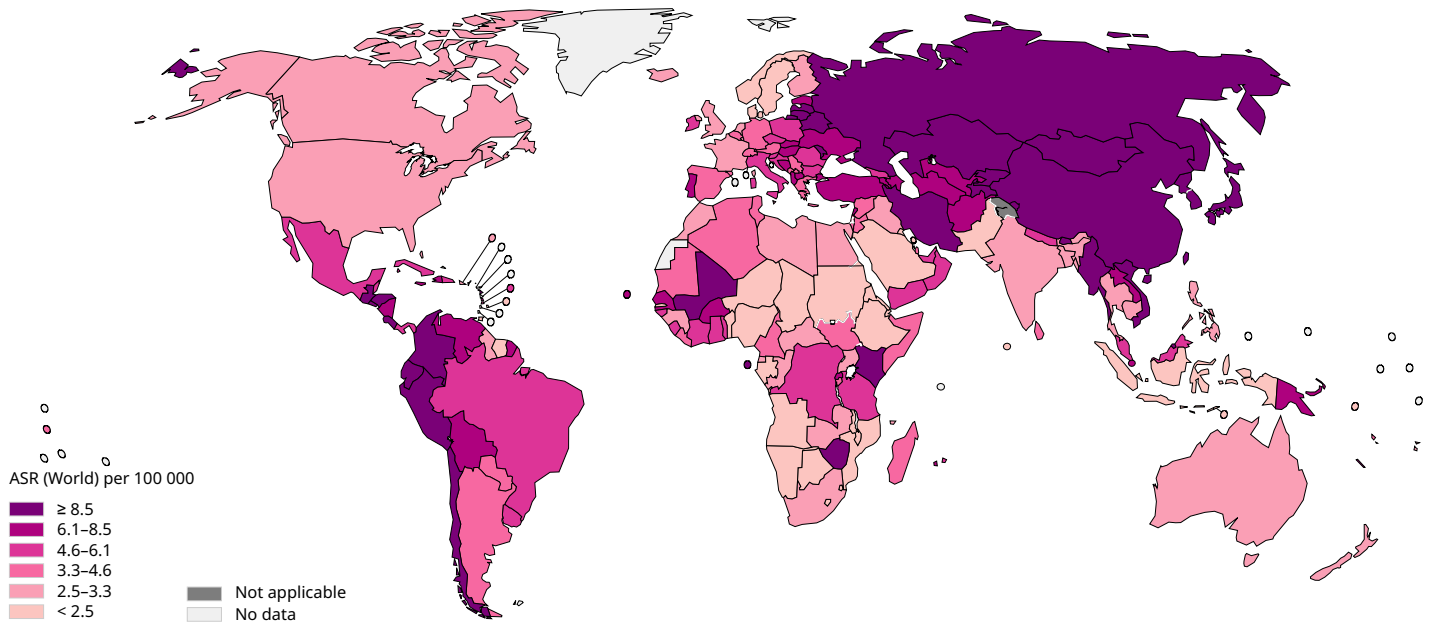 ASR (World) per 100 000
≥ 8.5
6.1–8.5
4.6–6.1
3.3–4.6
2.5–3.3
< 2.5
Not applicable
No data